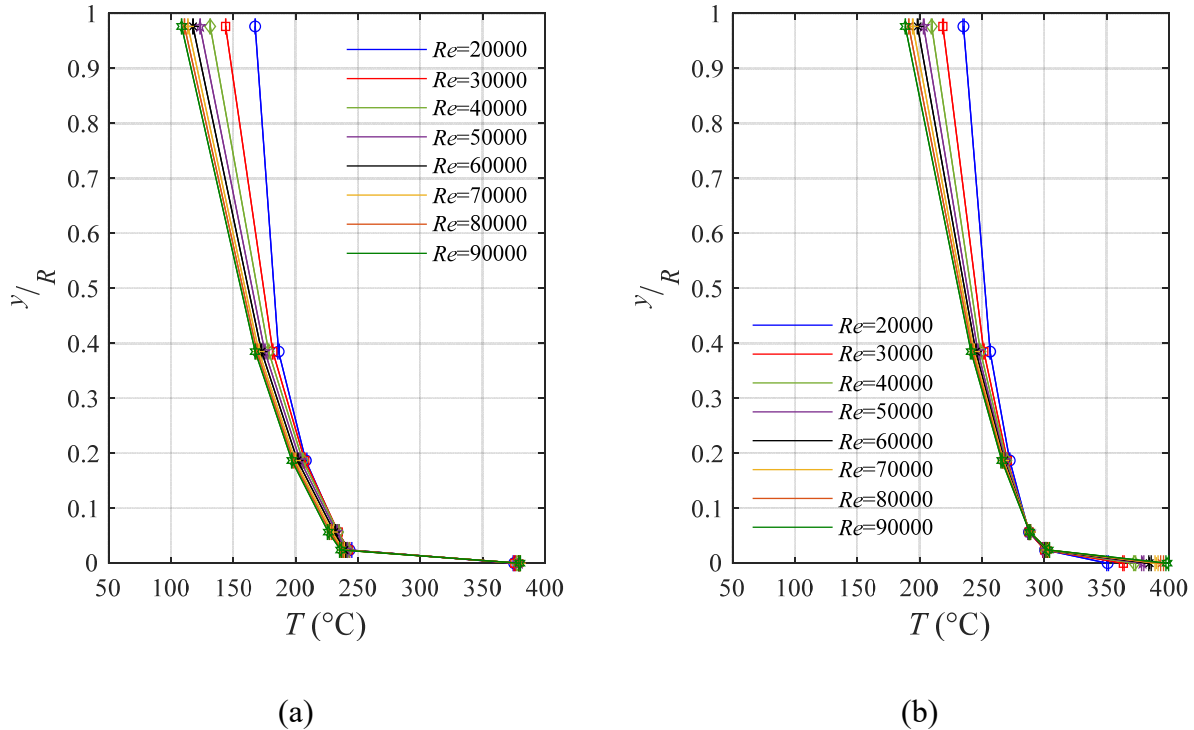 1
0.9
0.8
0.7
0.6
0.5
0.4
0.3
0.2
0.1
0
y/R
50 100 150 200 250 300 350 400
T (°C)
Re=20000
Re=30000
Re=40000
Re=50000
Re=60000
Re=70000
Re=80000
Re=90000
(a)
1
0.9
0.8
0.7
0.6
0.5
0.4
0.3
0.2
0.1
0
y/R
50 100 150 200 250 300 350 400
T (°C)
Re=20000
Re=30000
Re=40000
Re=50000
Re=60000
Re=70000
Re=80000
Re=90000
(b)